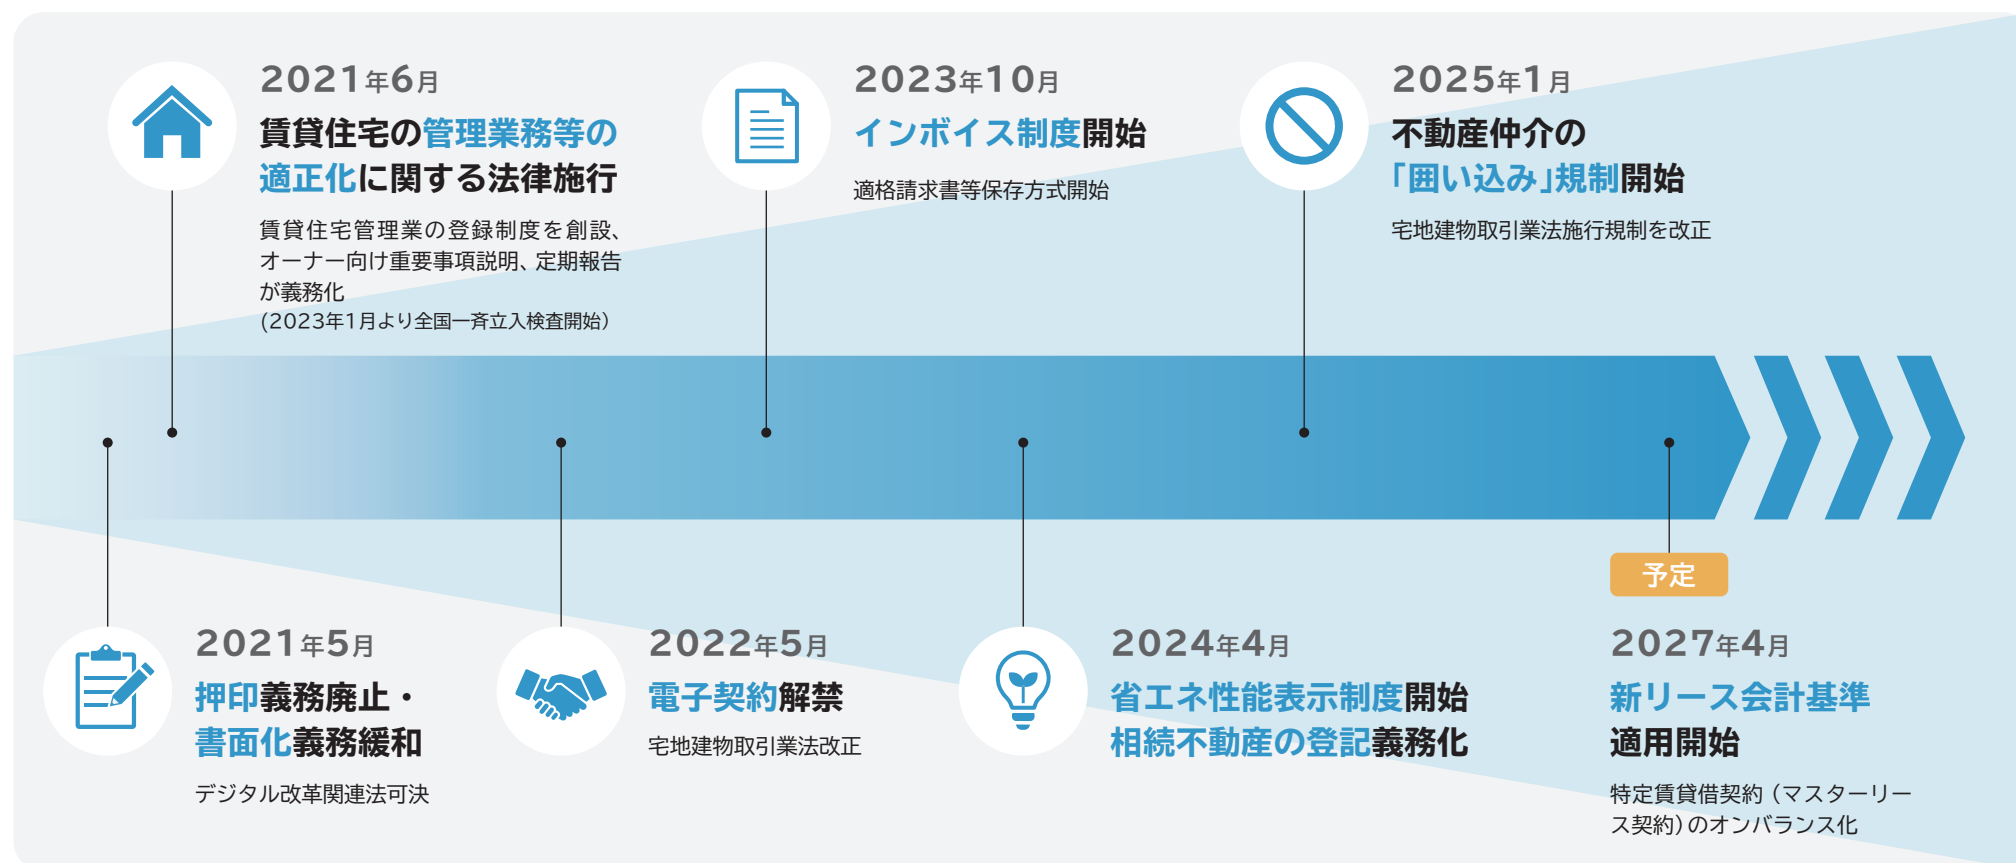 2021年6月
賃貸住宅の管理業務等の
適正化に関する法律施行
賃貸住宅管理業の登録制度を創設、
オーナー向け重要事項説明、定期報告
が義務化
(2023年1月より全国一斉立入検査開始)
2023年10月
インボイス制度開始
適格請求書等保存方式開始
2025年1月
不動産仲介の
「囲い込み」規制開始
宅地建物取引業法施行規制を改正
2021年5月
押印義務廃止・
書面化義務緩和
デジタル改革関連法可決
2022年5月
電子契約解禁
宅地建物取引業法改正
2024年4月
省エネ性能表示制度開始
相続不動産の登記義務化
予定
2027年4月
新リース会計基準
適用開始
特定賃貸借契約(マスターリー
ス契約)のオンバランス化